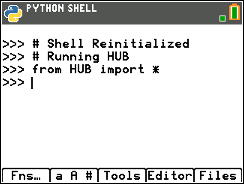 PYTHON SHELL
>>> # Shell Reinitialized
>>> # Running HUB
>>> from HUB import *
>>>
Fns… a A # Tools Editor Files